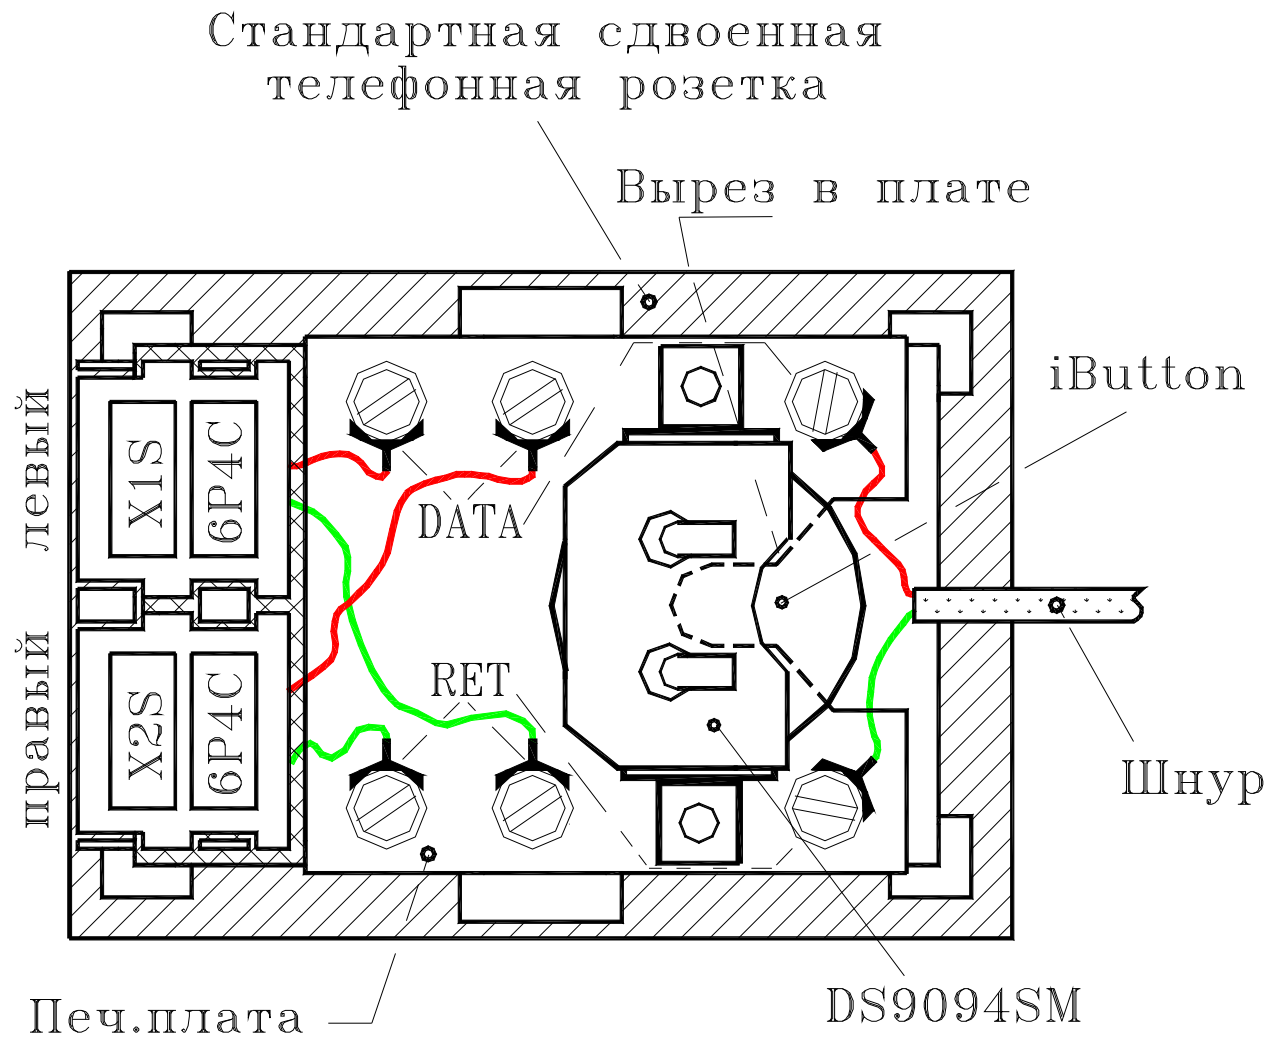 Стандартная сдвоенная
телефонная розетка
Вырез в плате
iButton
левый
X1S
6P4C
DATA
правый
X2S
6P4C
RET
Шнур
DS9094SM
Печ.плата